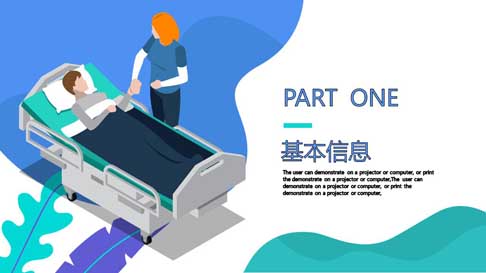 PART ONE
基本信息
The user can demonstrate on a projector or computer, or print
the demonstrate on a projector or computer,The user can
demonstrate on a projector or computer, or print the
demonstrate on a projector or computer,